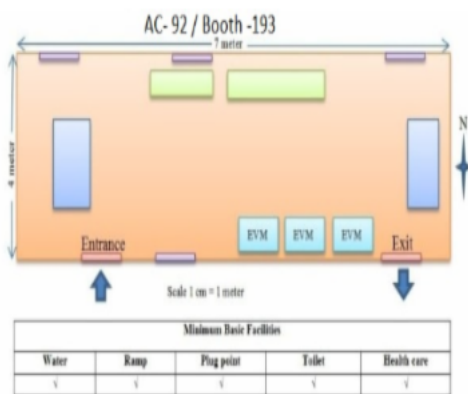 AC- 92 / Booth -193
7 meter
4 meter
N
EVM EVM EVM
Entrance
Exit
Scale 1 cm = 1 meter
Minimum Basic Facilities
Water Ramp Plug point Toilet Health care
√ √ √ √ √